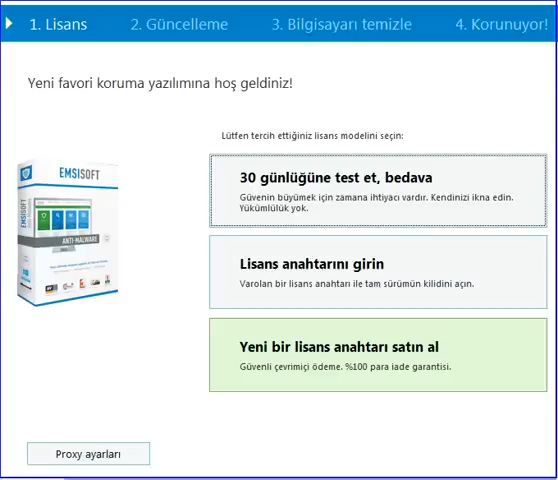 1. Lisans 2. Güncelleme 3. Bilgisayarı temizle 4. Korunuyor!
Yeni favori koruma yazılımına hoş geldiniz!
Lütfen tercih ettiğiniz lisans modelini seçin:
EMSISOFT
EMSISOFT
ANTI-MALWARE
30 günlüğüne test et, bedava
Güvenin büyümek için zamana ihtiyacı vardır. Kendinizi ikna edin.
Yükümlülük yok.
Lisans anahtarını girin
Varolan bir lisans anahtarı ile tam sürümün kilidini açın.
Yeni bir lisans anahtarı satın al
Güvenli çevrimiçi ödeme. %100 para iade garantisi.
Proxy ayarları